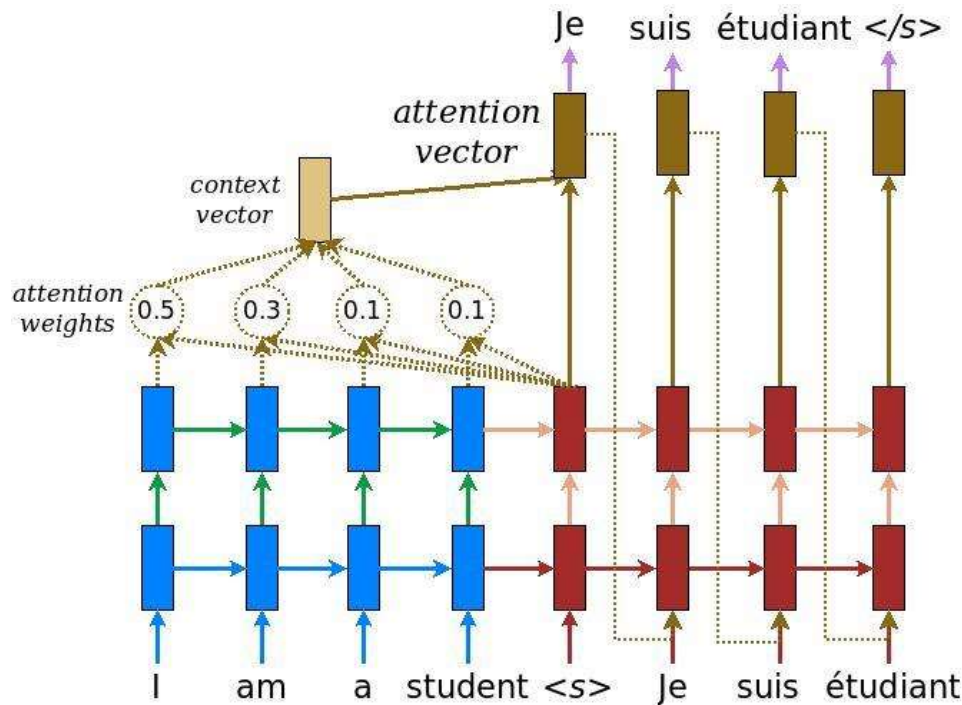 Je suis étudiant </s>
attention
vector
context
vector
attention
weights
0.5 0.3 0.1 0.1
I am a student <s> Je suis étudiant